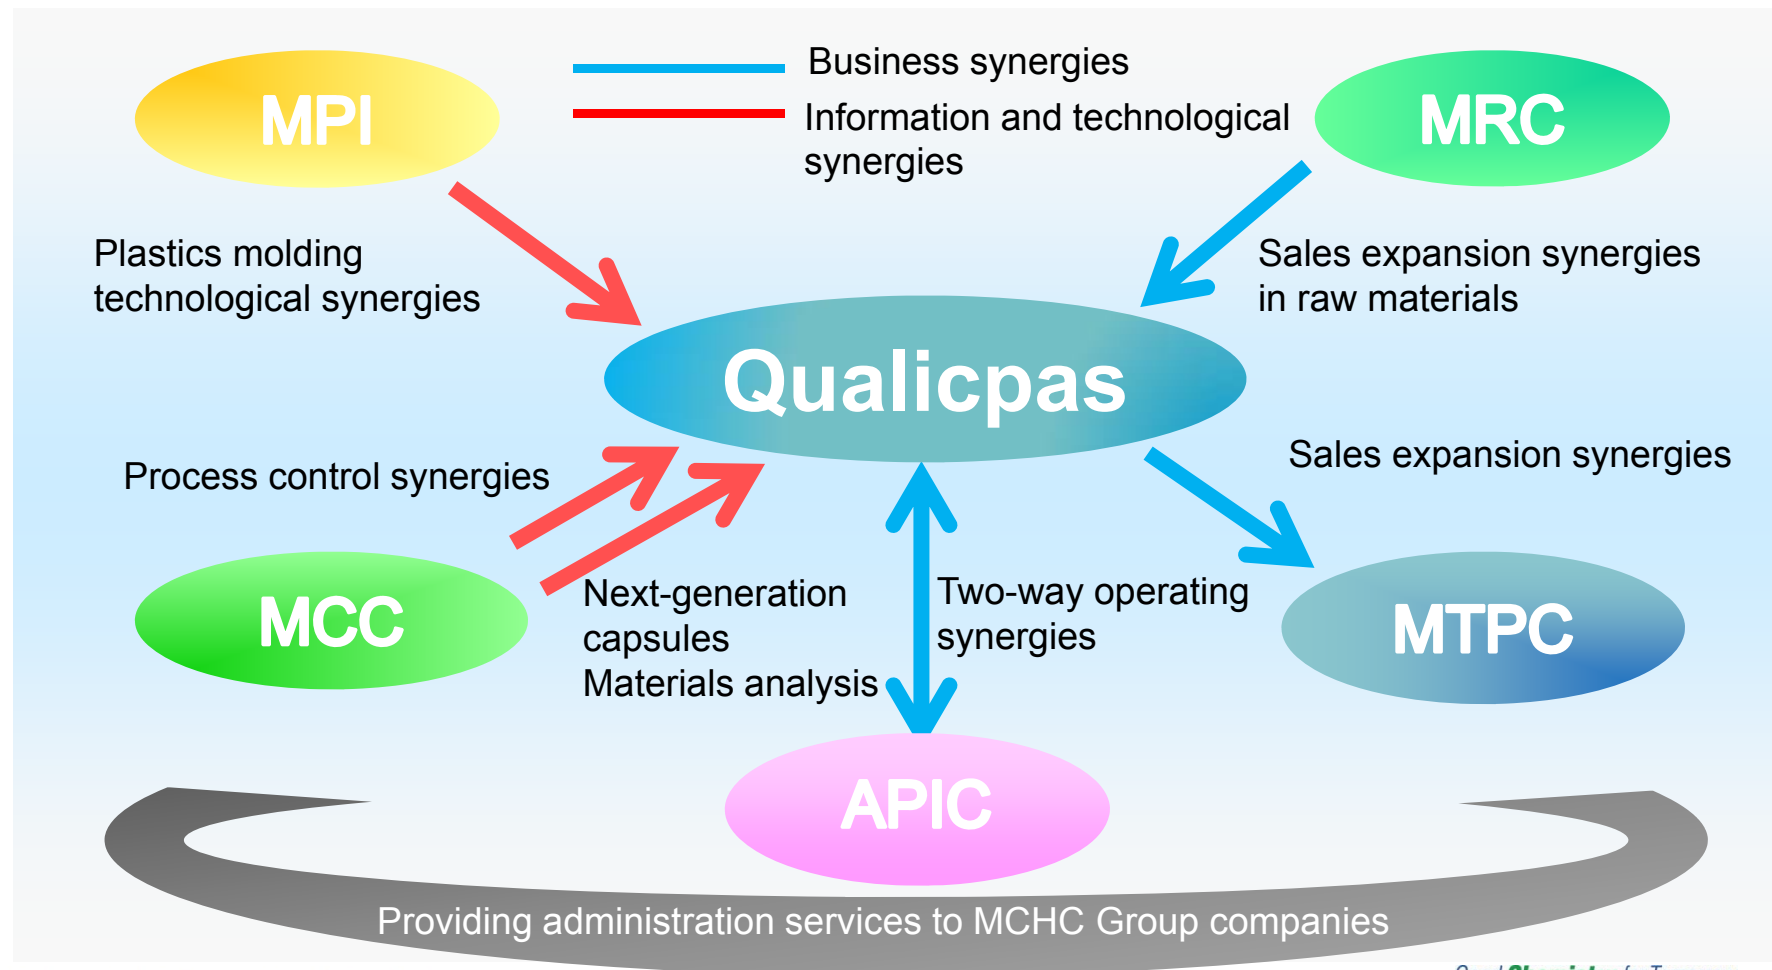 MPI
Business synergies
Information and technological
synergies
MRC
Plastics molding
technological synergies
Sales expansion synergies
in raw materials
Qualicpas
Process control synergies
Sales expansion synergies
MCC
Next-generation
capsules
Materials analysis
Two-way operating
synergies
MTPC
APIC
Providing administration services to MCHC Group companies